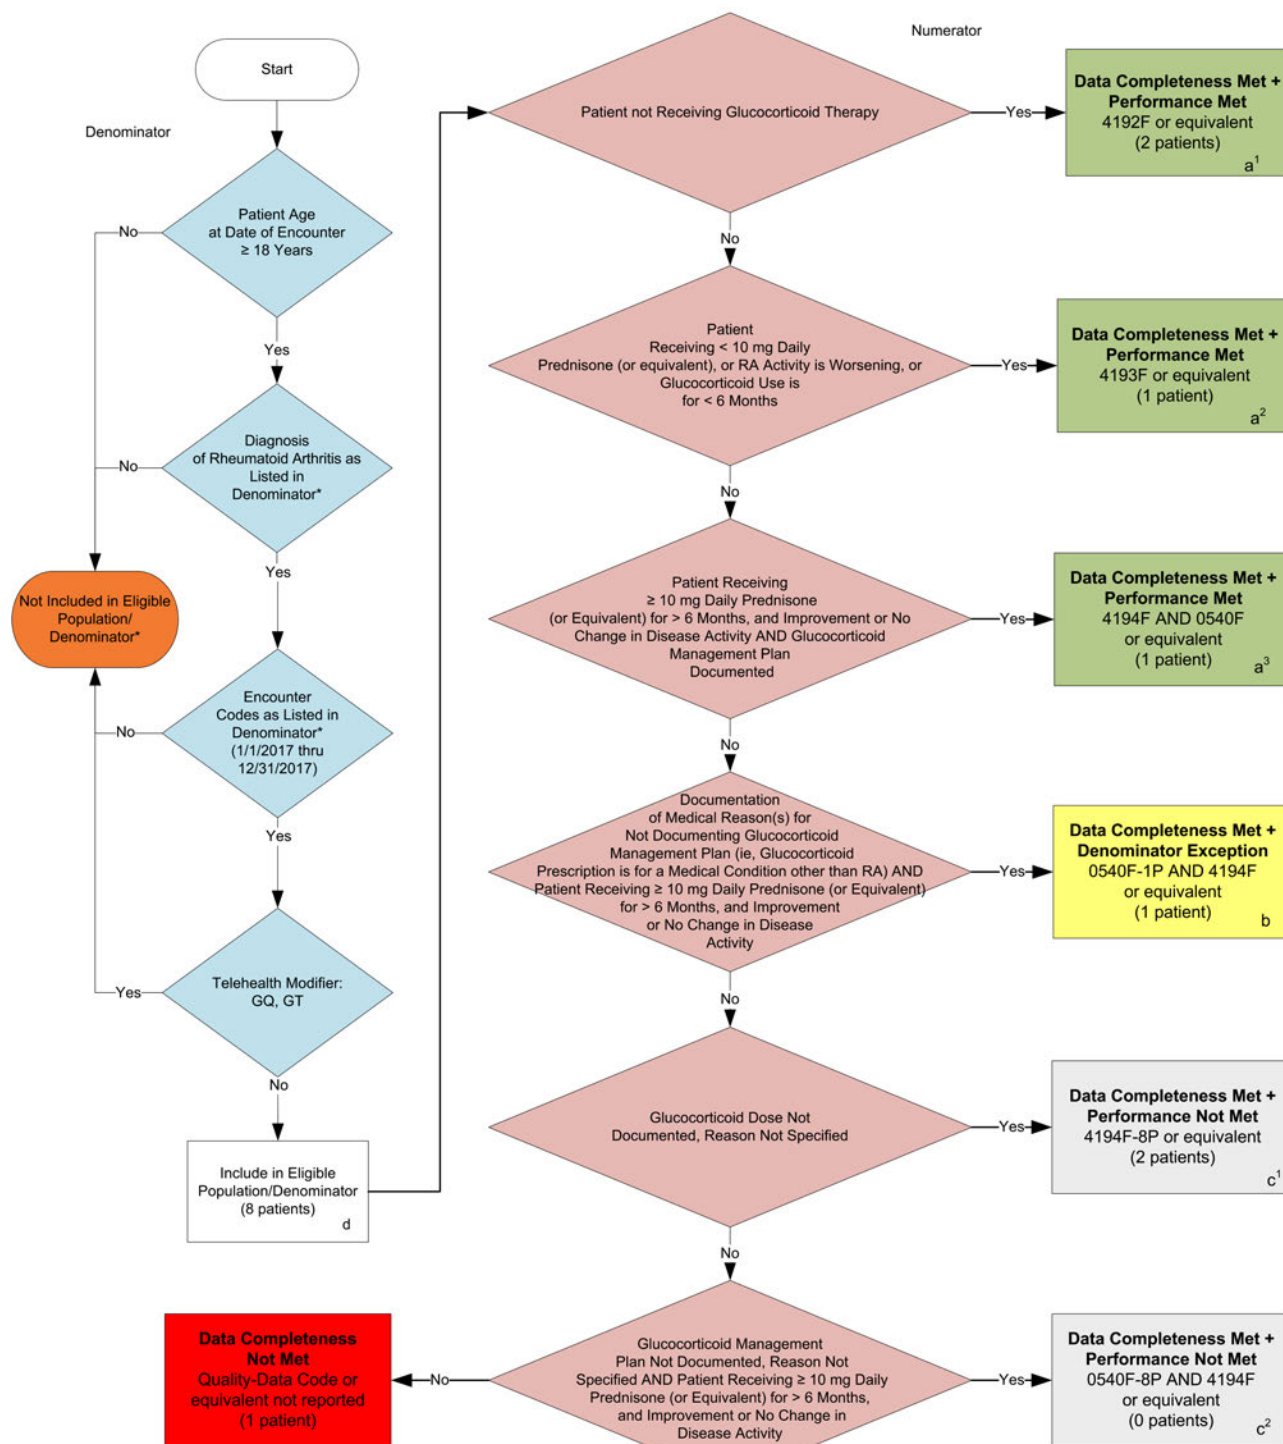 Start
Denominator
Patient Age
at Date of Encounter
≥ 18 Years
No
Yes
Diagnosis
of Rheumatoid Arthritis as
Listed in
Denominator*
No
Yes
Not Included in Eligible
Population/
Denominator*
Encounter
Codes as Listed in
Denominator*
(1/1/2017 thru
12/31/2017)
No
Yes
Telehealth Modifier:
GQ, GT
Yes
No
Include in Eligible
Population/Denominator
(8 patients)
d
Numerator
Patient not Receiving Glucocorticoid Therapy
Yes
Data Completeness Met +
Performance Met
4192F or equivalent
(2 patients)
a¹
No
Patient
Receiving < 10 mg Daily
Prednisone (or equivalent), or RA Activity is Worsening, or
Glucocorticoid Use is
for < 6 Months
Yes
Data Completeness Met +
Performance Met
4193F or equivalent
(1 patient)
a²
No
Patient Receiving
≥ 10 mg Daily Prednisone
(or Equivalent) for > 6 Months, and Improvement or No
Change in Disease Activity AND Glucocorticoid
Management Plan
Documented
Yes
Data Completeness Met +
Performance Met
4194F AND 0540F
or equivalent
(1 patient)
a³
No
Documentation
of Medical Reason(s) for
Not Documenting Glucocorticoid
Management Plan (ie, Glucocorticoid
Prescription is for a Medical Condition other than RA) AND
Patient Receiving ≥ 10 mg Daily Prednisone (or Equivalent)
for > 6 Months, and Improvement
or No Change in Disease
Activity
Yes
Data Completeness Met +
Denominator Exception
0540F-1P AND 4194F
or equivalent
(1 patient)
b
No
Glucocorticoid Dose Not
Documented, Reason Not Specified
Yes
Data Completeness Met +
Performance Not Met
4194F-8P or equivalent
(2 patients)
c¹
No
Glucocorticoid Management
Plan Not Documented, Reason Not
Specified AND Patient Receiving ≥ 10 mg Daily
Prednisone (or Equivalent) for > 6 Months,
and Improvement or No Change in
Disease Activity
Yes
Data Completeness Met +
Performance Not Met
0540F-8P AND 4194F
or equivalent
(0 patients)
c²
No
Data Completeness
Not Met
Quality-Data Code or
equivalent not reported
(1 patient)